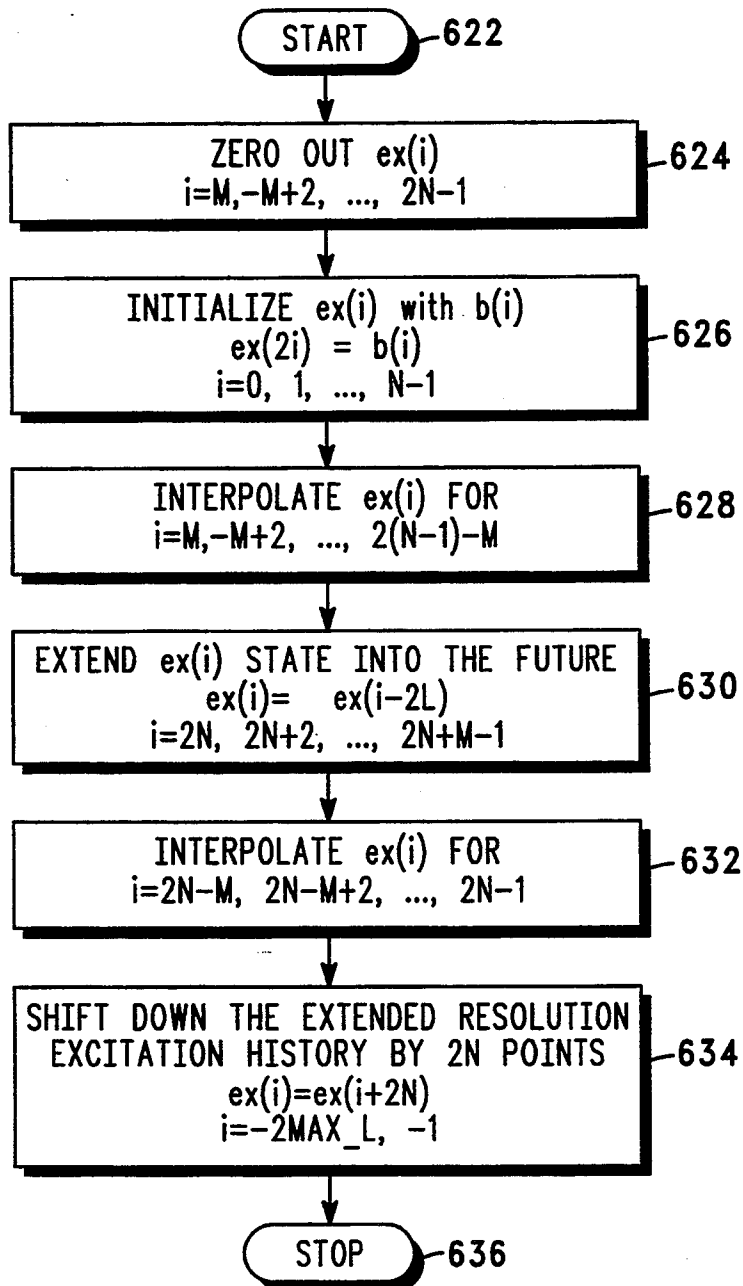 START
622
ZERO OUT ex(i)
i=M,-M+2, ..., 2N-1
624
INITIALIZE ex(i) with b(i)
ex(2i) = b(i)
i=0, 1, ..., N-1
626
INTERPOLATE ex(i) FOR
i=M,-M+2, ..., 2(N-1)-M
628
EXTEND ex(i) STATE INTO THE FUTURE
ex(i)= ex(i-2L)
i=2N, 2N+2, ..., 2N+M-1
630
INTERPOLATE ex(i) FOR
i=2N-M, 2N-M+2, ..., 2N-1
632
SHIFT DOWN THE EXTENDED RESOLUTION
EXCITATION HISTORY BY 2N POINTS
ex(i)=ex(i+2N)
i=-2MAX_L, -1
634
STOP
636